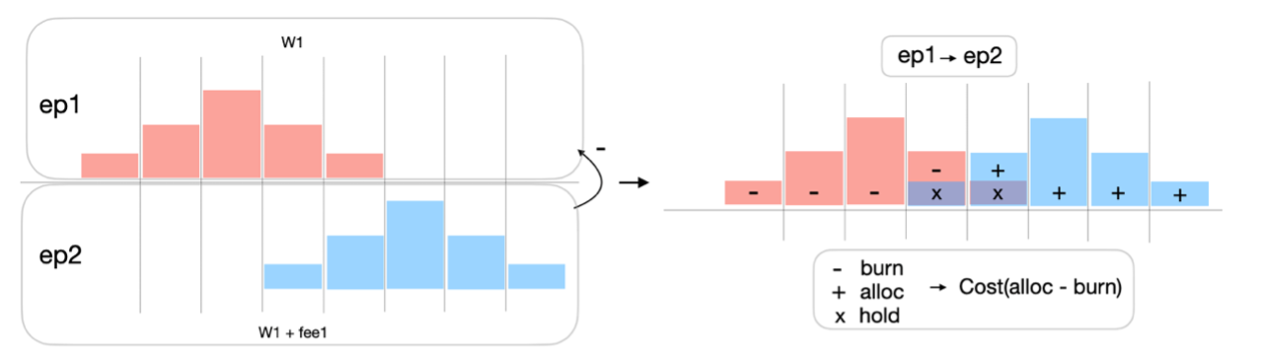 W1
ep1
-
ep2
W1 + fee1
ep1 → ep2
- +
- - - x x + + +
- burn
+ alloc → Cost(alloc - burn)
x hold